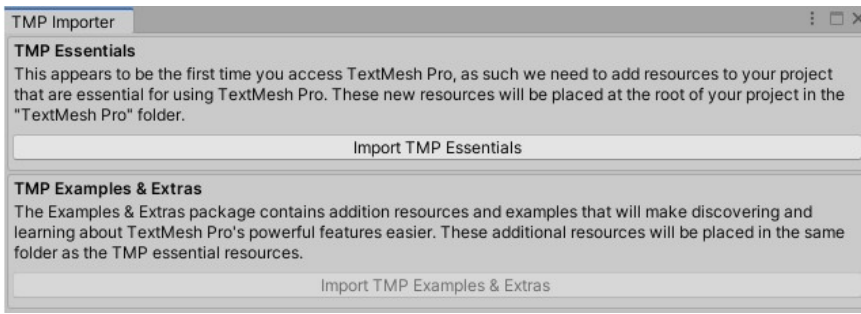 TMP Importer
TMP Essentials
This appears to be the first time you access TextMesh Pro, as such we need to add resources to your project
that are essential for using TextMesh Pro. These new resources will be placed at the root of your project in the
"TextMesh Pro" folder.
Import TMP Essentials
TMP Examples & Extras
The Examples & Extras package contains addition resources and examples that will make discovering and
learning about TextMesh Pro's powerful features easier. These additional resources will be placed in the same
folder as the TMP essential resources.
Import TMP Examples & Extras